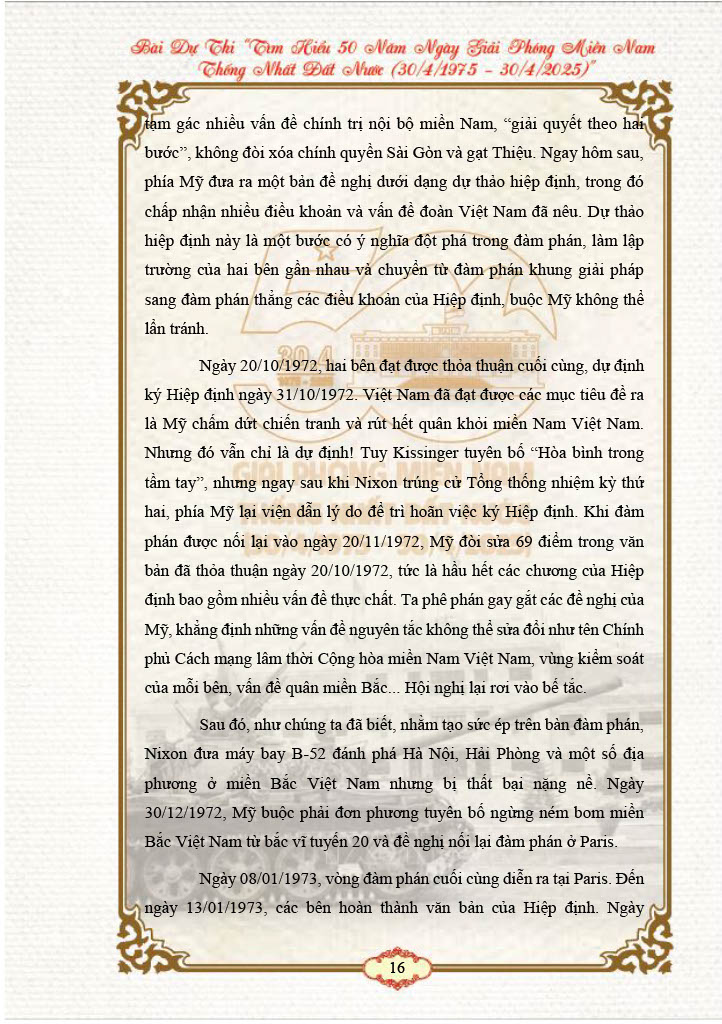 Bài Dự Thi "Tìm Hiểu 50 Năm Ngày Giải Phóng Miền Nam
Thống Nhất Đất Nước (30/4/1975 - 30/4/2025)"
tạm gác nhiều vấn đề chính trị nội bộ miền Nam, “giải quyết theo hai
bước”, không đòi xóa chính quyền Sài Gòn và gạt Thiệu. Ngay hôm sau,
phía Mỹ đưa ra một bản đề nghị dưới dạng dự thảo hiệp định, trong đó
chấp nhận nhiều điều khoản và vấn đề đoàn Việt Nam đã nêu. Dự thảo
hiệp định này là một bước có ý nghĩa đột phá trong đàm phán, làm lập
trường của hai bên gần nhau và chuyển từ đàm phán khung giải pháp
sang đàm phán thẳng các điều khoản của Hiệp định, buộc Mỹ không thể
lẩn tránh.
Ngày 20/10/1972, hai bên đạt được thỏa thuận cuối cùng, dự định
ký Hiệp định ngày 31/10/1972. Việt Nam đã đạt được các mục tiêu đề ra
là Mỹ chấm dứt chiến tranh và rút hết quân khỏi miền Nam Việt Nam.
Nhưng đó vẫn chỉ là dự định! Tuy Kissinger tuyên bố “Hòa bình trong
tầm tay”, nhưng ngay sau khi Nixon trúng cử Tổng thống nhiệm kỳ thứ
hai, phía Mỹ lại viện dẫn lý do để trì hoãn việc ký Hiệp định. Khi đàm
phán được nối lại vào ngày 20/11/1972, Mỹ đòi sửa 69 điểm trong văn
bản đã thỏa thuận ngày 20/10/1972, tức là hầu hết các chương của Hiệp
định bao gồm nhiều vấn đề thực chất. Ta phê phán gay gắt các đề nghị của
Mỹ, khẳng định những vấn đề nguyên tắc không thể sửa đổi như tên Chính
phủ Cách mạng lâm thời Cộng hòa miền Nam Việt Nam, vùng kiểm soát
của mỗi bên, vấn đề quân miền Bắc... Hội nghị lại rơi vào bế tắc.
Sau đó, như chúng ta đã biết, nhằm tạo sức ép trên bàn đàm phán,
Nixon đưa máy bay B-52 đánh phá Hà Nội, Hải Phòng và một số địa
phương ở miền Bắc Việt Nam nhưng bị thất bại nặng nề. Ngày
30/12/1972, Mỹ buộc phải đơn phương tuyên bố ngừng ném bom miền
Bắc Việt Nam từ bắc vĩ tuyến 20 và đề nghị nối lại đàm phán ở Paris.
Ngày 08/01/1973, vòng đàm phán cuối cùng diễn ra tại Paris. Đến
ngày 13/01/1973, các bên hoàn thành văn bản của Hiệp định. Ngày
16